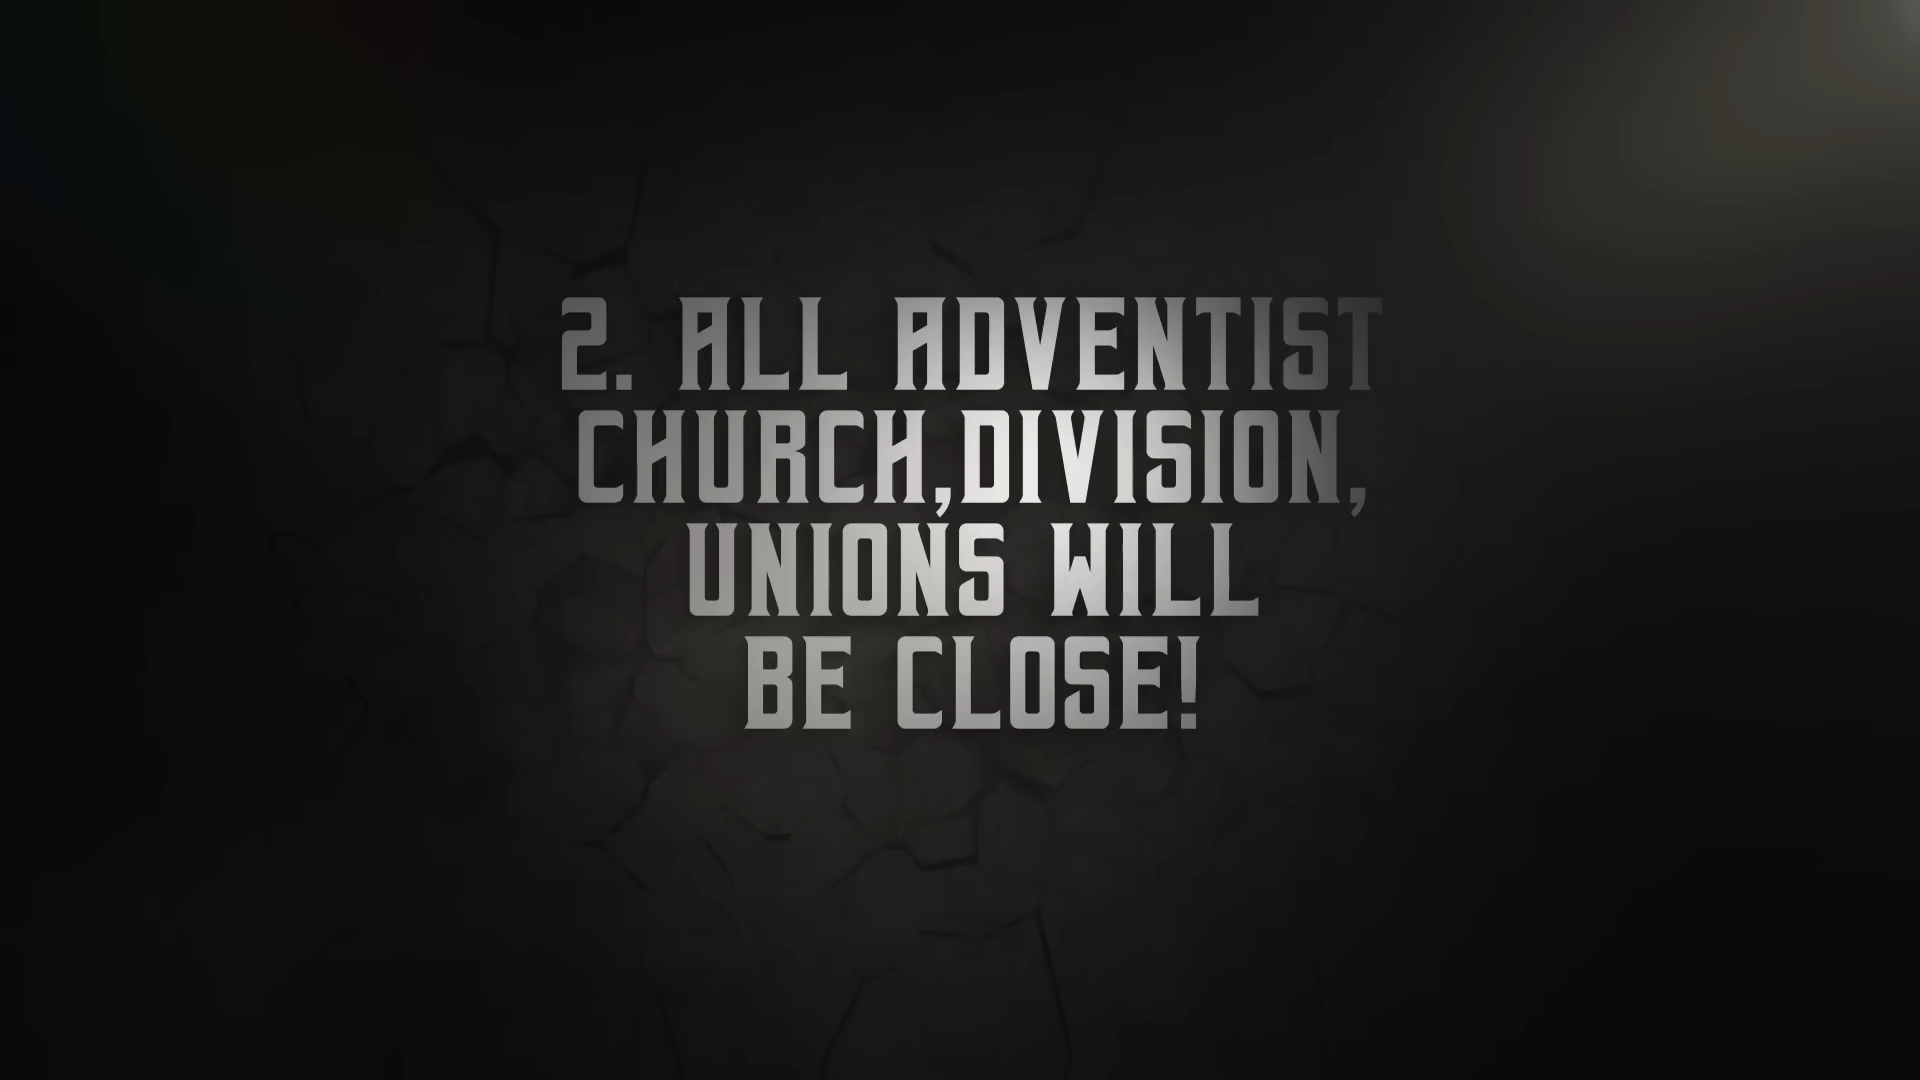 2. ALL ADVENTIST
CHURCH,DIVISION,
UNIONS WILL
BE CLOSE!